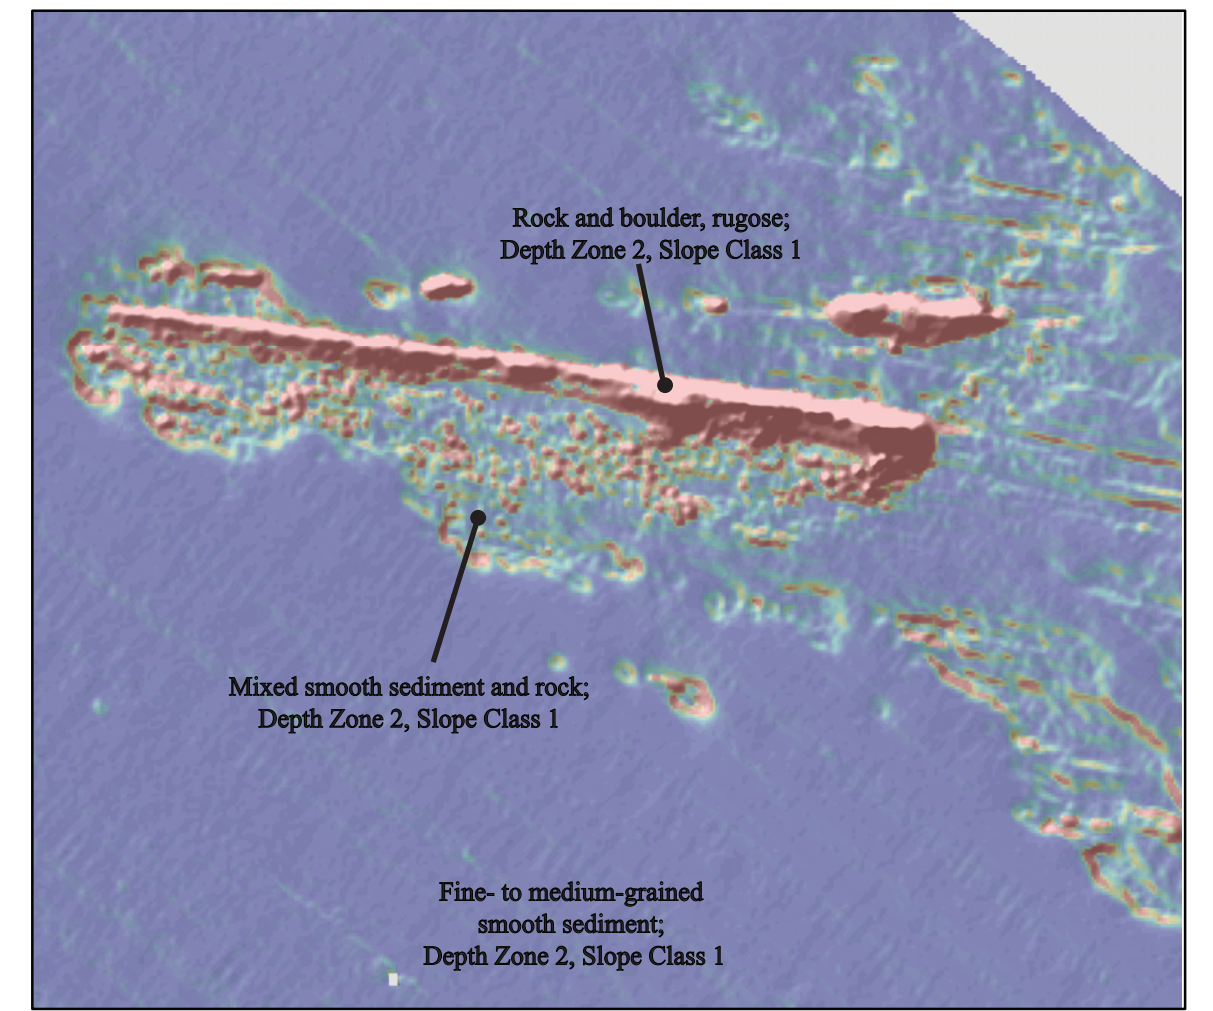 Rock and boulder, rugose;
Depth Zone 2, Slope Class 1
Mixed smooth sediment and rock;
Depth Zone 2, Slope Class 1
Fine- to medium-grained
smooth sediment;
Depth Zone 2, Slope Class 1